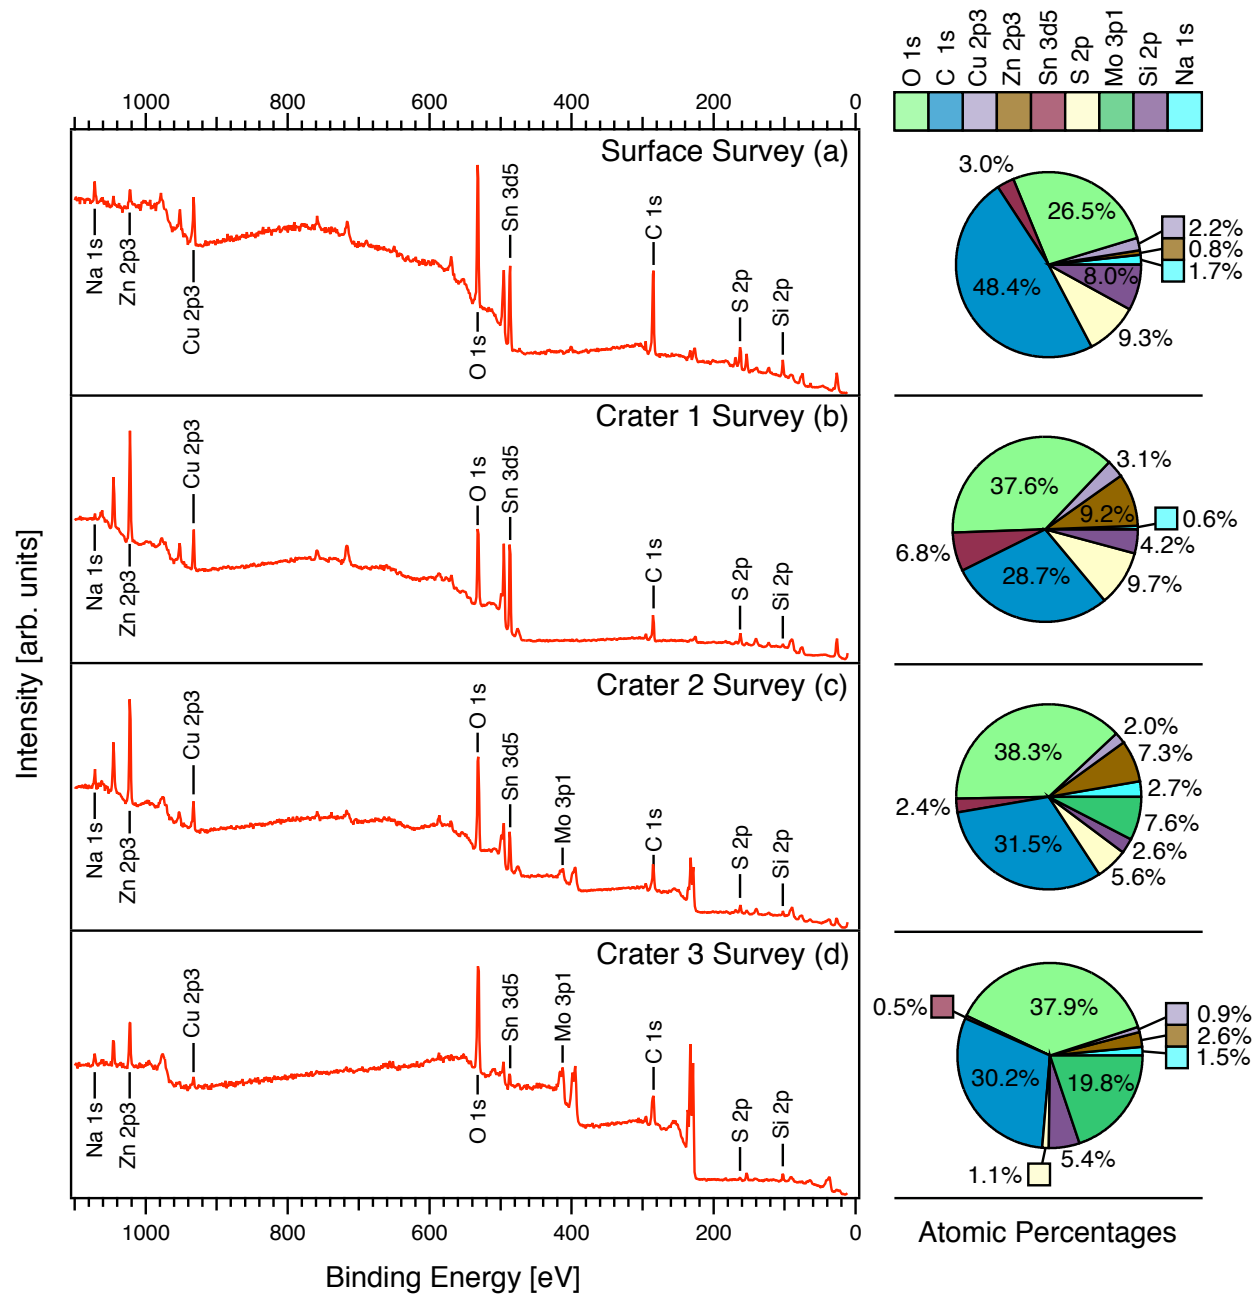 O 1s
C 1s
Cu 2p3
Zn 2p3
Sn 3d5
S 2p
Mo 3p1
Si 2p
Na 1s
1000 800 600 400 200 0
Surface Survey (a)
Na 1s
Zn 2p3
Cu 2p3
O 1s
Sn 3d5
C 1s
S 2p
Si 2p
3.0%
26.5%
2.2%
0.8%
1.7%
8.0%
48.4%
9.3%
Crater 1 Survey (b)
Na 1s
Zn 2p3
Cu 2p3
O 1s
Sn 3d5
C 1s
S 2p
Si 2p
3.1%
37.6%
9.2%
0.6%
4.2%
6.8%
28.7%
9.7%
Intensity [arb. units]
Crater 2 Survey (c)
Na 1s
Zn 2p3
Cu 2p3
O 1s
Sn 3d5
Mo 3p1
C 1s
S 2p
Si 2p
2.0%
38.3%
7.3%
2.7%
2.4%
7.6%
31.5%
2.6%
5.6%
Crater 3 Survey (d)
Na 1s
Zn 2p3
Cu 2p3
O 1s
Sn 3d5
Mo 3p1
C 1s
S 2p
Si 2p
0.5%
37.9%
0.9%
2.6%
1.5%
30.2%
19.8%
5.4%
1.1%
1000 800 600 400 200 0
Binding Energy [eV]
Atomic Percentages